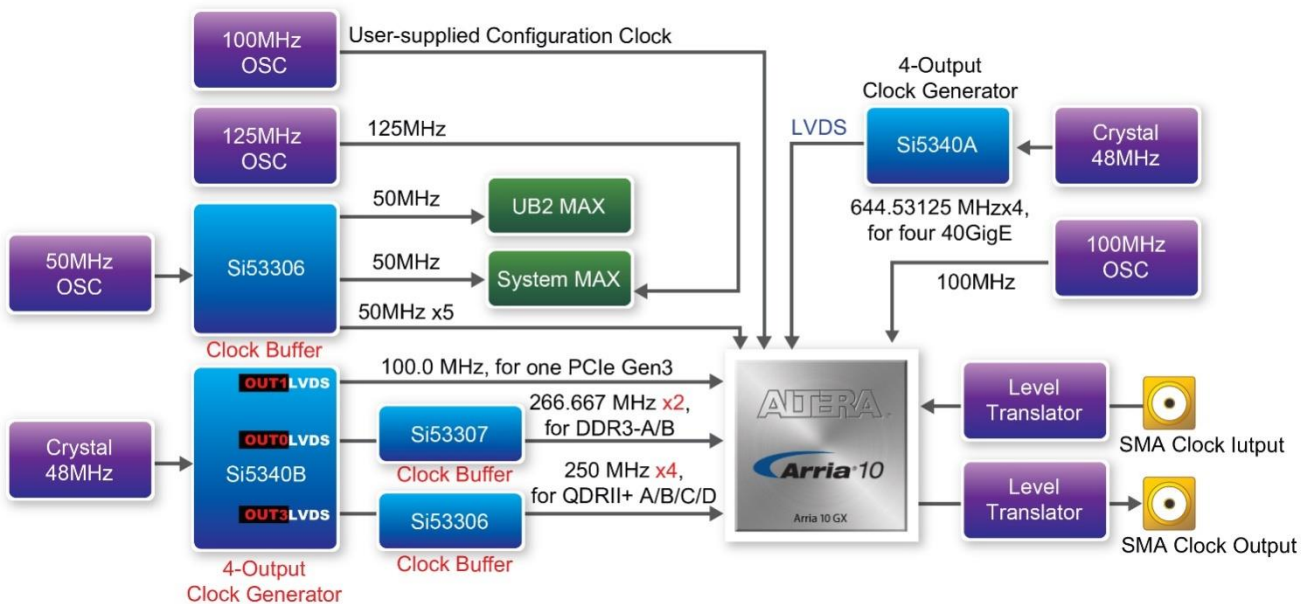 100MHz
OSC
User-supplied Configuration Clock
125MHz
OSC
125MHz
50MHz
OSC
Si53306
Clock Buffer
50MHz
UB2 MAX
50MHz
System MAX
50MHz x5
4-Output
Clock Generator
LVDS
Si5340A
Crystal
48MHz
644.53125 MHzx4,
for four 40GigE
100MHz
OSC
100MHz
Crystal
48MHz
OUT1LVDS
OUT0LVDS
Si5340B
OUT3LVDS
4-Output
Clock Generator
100.0 MHz, for one PCIe Gen3
Si53307
Clock Buffer
266.667 MHz x2,
for DDR3-A/B
Si53306
Clock Buffer
250 MHz x4,
for QDRII+ A/B/C/D
ALTERA
Arria 10
Arria 10 GX
Level
Translator
SMA Clock Iutput
Level
Translator
SMA Clock Output